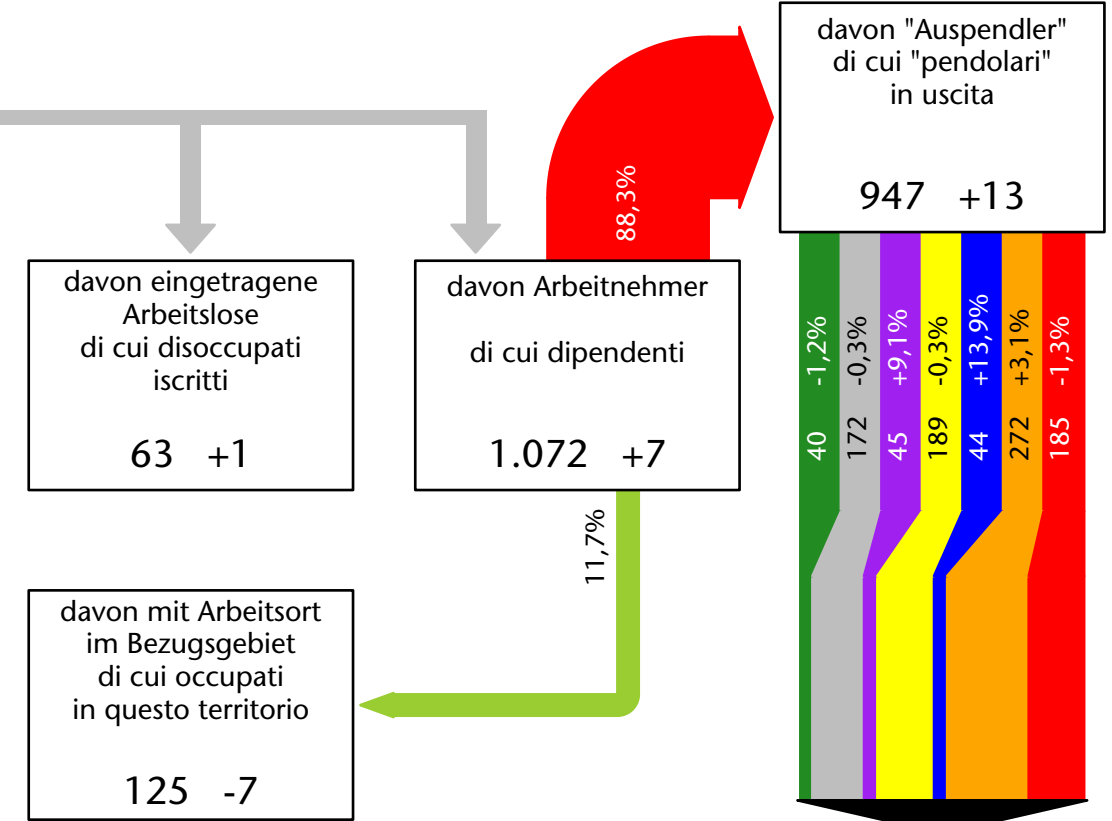 davon "Auspendler"
di cui "pendolari"
in uscita
947 +13
88,3%
davon eingetragene
Arbeitslose
di cui disoccupati
iscritti
63 +1
davon Arbeitnehmer
di cui dipendenti
1.072 +7
40 -1,2%
172 -0,3%
45 +9,1%
189 -0,3%
44 +13,9%
272 +3,1%
185 -1,3%
11,7%
davon mit Arbeitsort
im Bezugsgebiet
di cui occupati
in questo territorio
125 -7